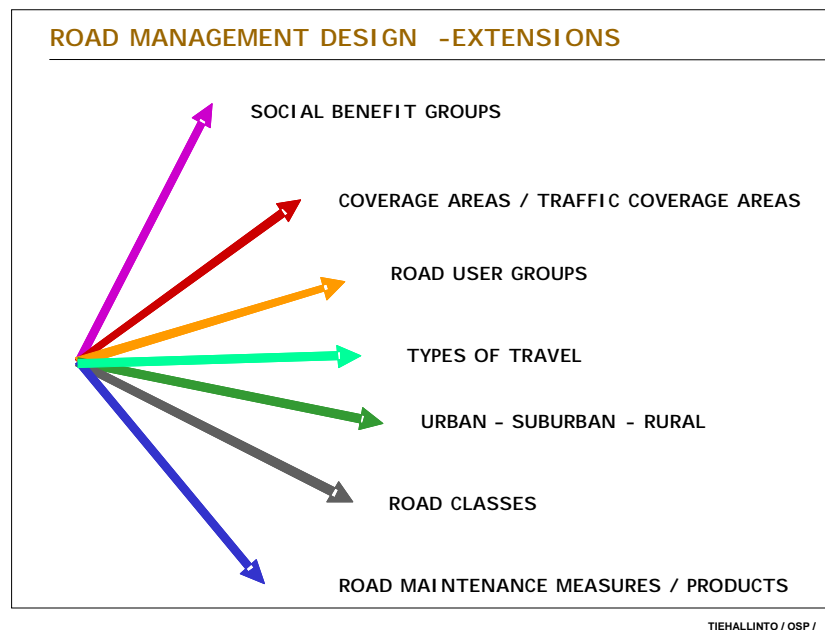 ROAD MANAGEMENT DESIGN -EXTENSIONS
SOCIAL BENEFIT GROUPS
COVERAGE AREAS / TRAFFIC COVERAGE AREAS
ROAD USER GROUPS
TYPES OF TRAVEL
URBAN - SUBURBAN - RURAL
ROAD CLASSES
ROAD MAINTENANCE MEASURES / PRODUCTS
TIEHALLINTO / OSP /